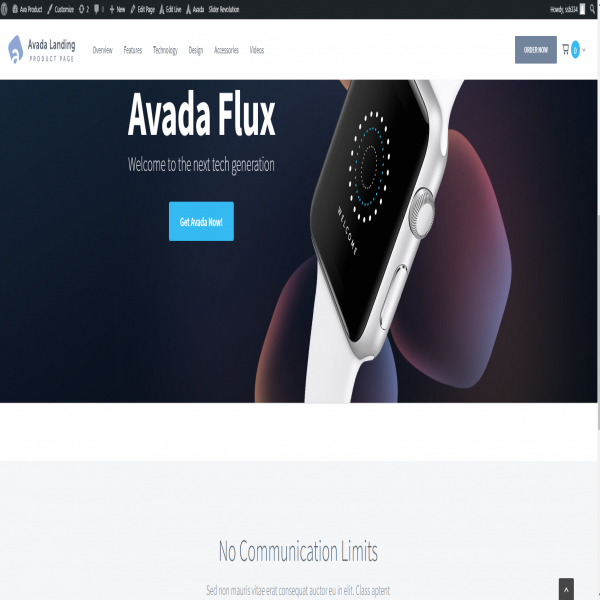 Ava Product Customize 2 0 New Edit Page Edit Live Avada Slider Revolution
Avada Landing
PRODUCT PAGE
Overview Features Technology Design Accessories Videos
ORDER NOW
0
Avada Flux
Welcome to the next tech generation
Get Avada Now!
WELCOME
No Communication Limits
Sed non mauris vitae erat consequat auctor eu in elit. Class aptent